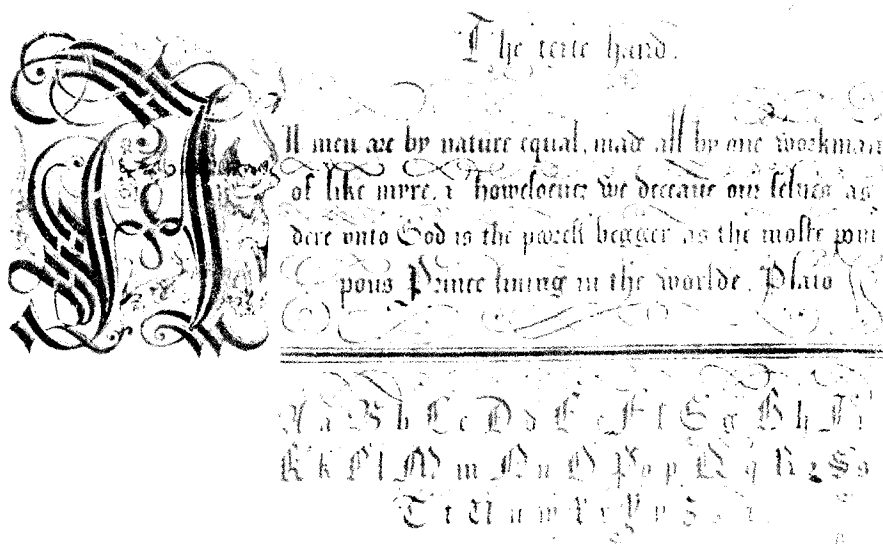 The texte hand.
All men are by nature equal, made all by one workman
of like myre, & howesoeuer we deceaue our selues as
dere vnto God is the poorest begger as the moste pom
pous Prince liuing in the worlde. Plato
A a B b C c D d E e F f G g H h I i
K k L l M m N n O P o p Q q R r S s
T t U u w X x Y y Z